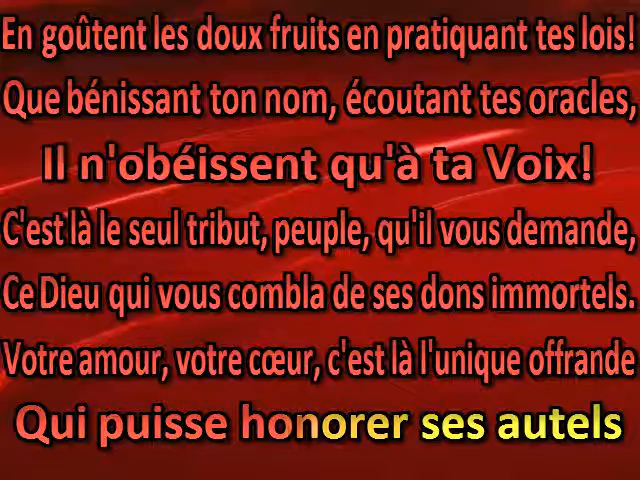 En goûtent les doux fruits en pratiquant tes lois!
Que bénissant ton nom, écoutant tes oracles,
Il n'obéissent qu'à ta Voix!
C'est là le seul tribut, peuple, qu'il vous demande,
Ce Dieu qui vous combla de ses dons immortels.
Votre amour, votre cœur, c'est là l'unique offrande
Qui puisse honorer ses autels